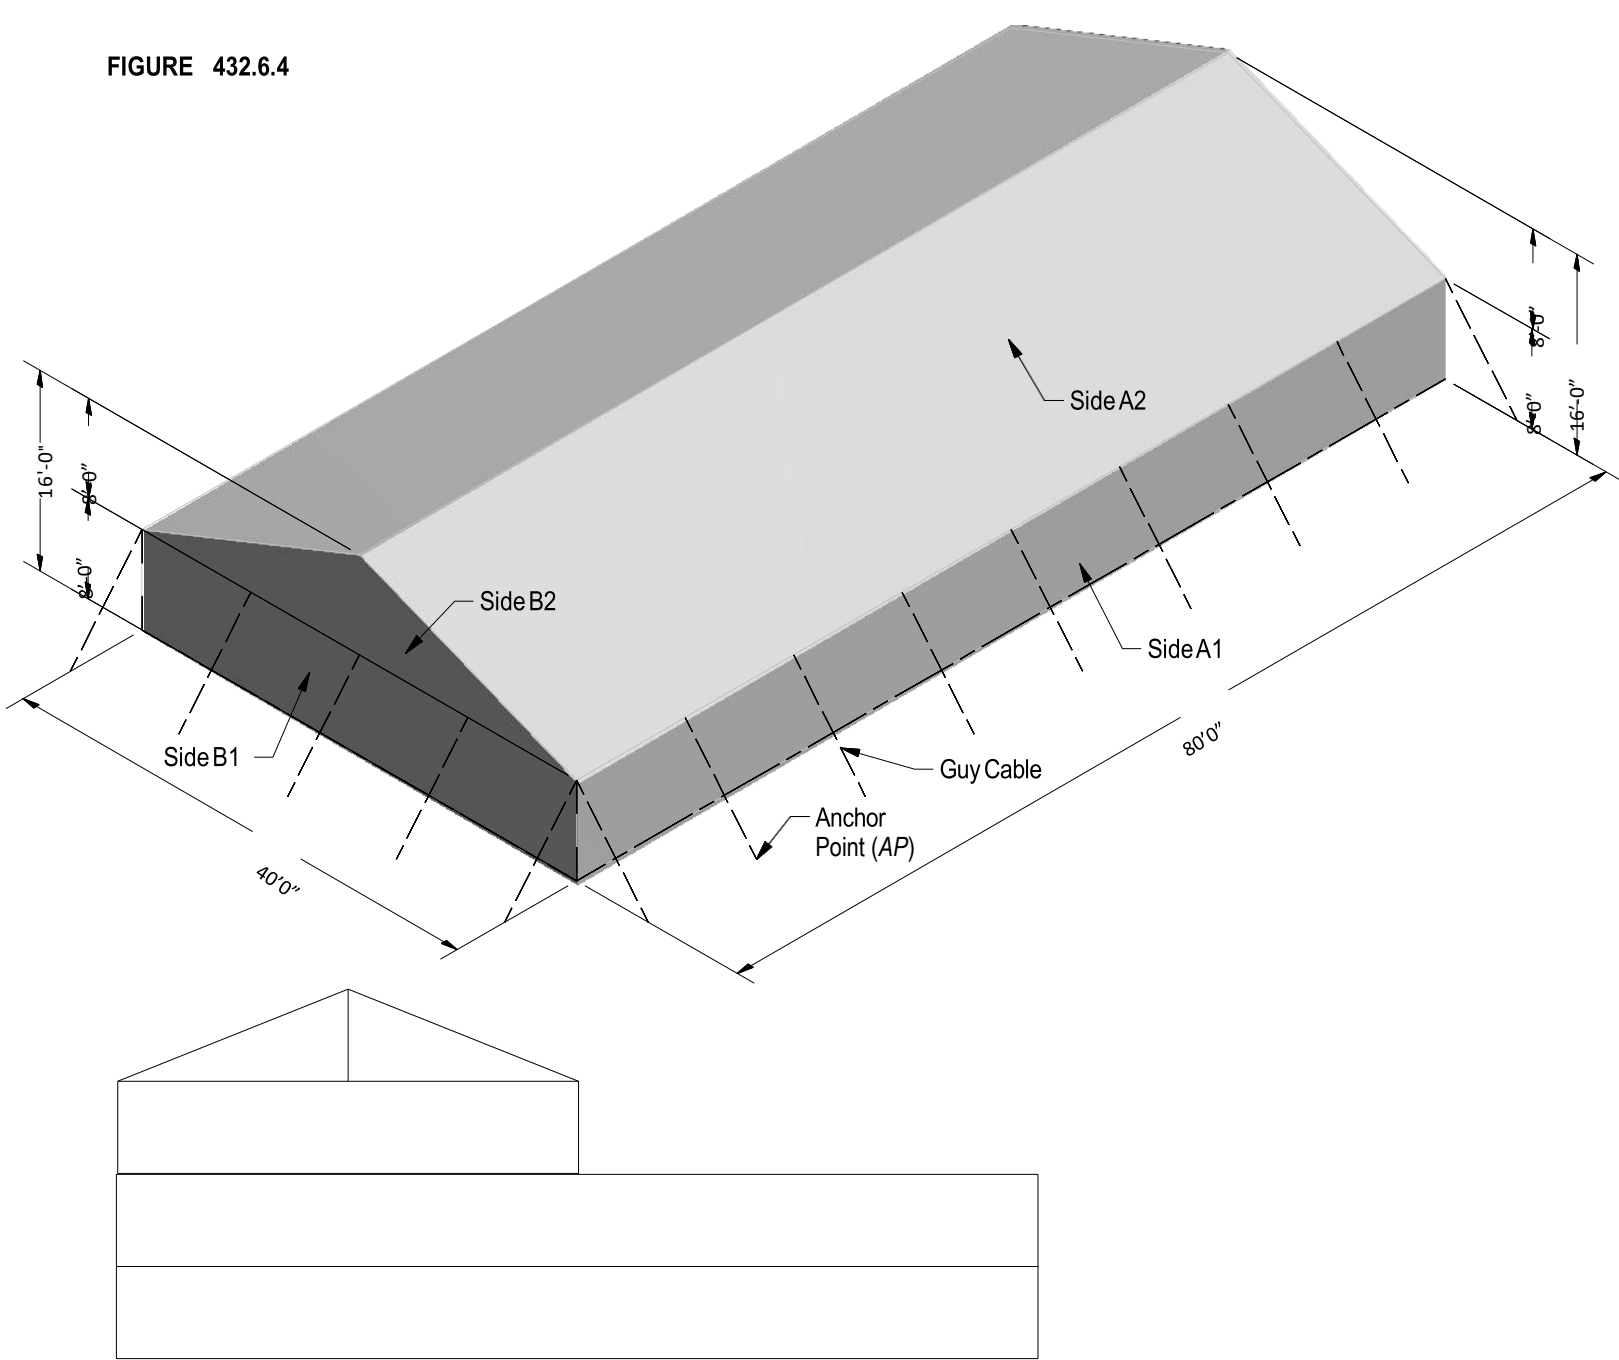 FIGURE 432.6.4
Side A2
8'-0"
8'-0"
16'-0"
16'-0"
8'-0"
8'-0"
Side B2
Side A1
Side B1
80'0"
Guy Cable
Anchor
Point (AP)
40'0"